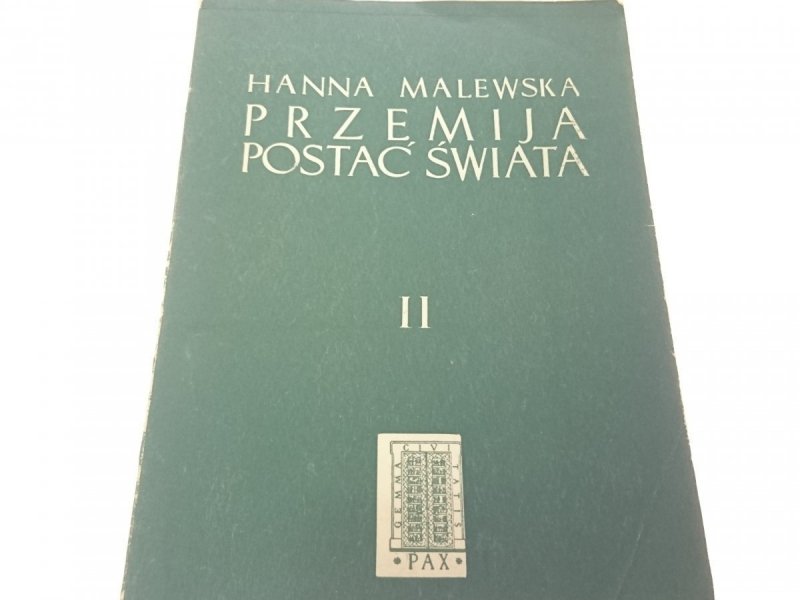 HANNA MALEWSKA
PRZEMIJA
POSTAĆ ŚWIATA
II
GEMMA CIVITATIS
• PAX •